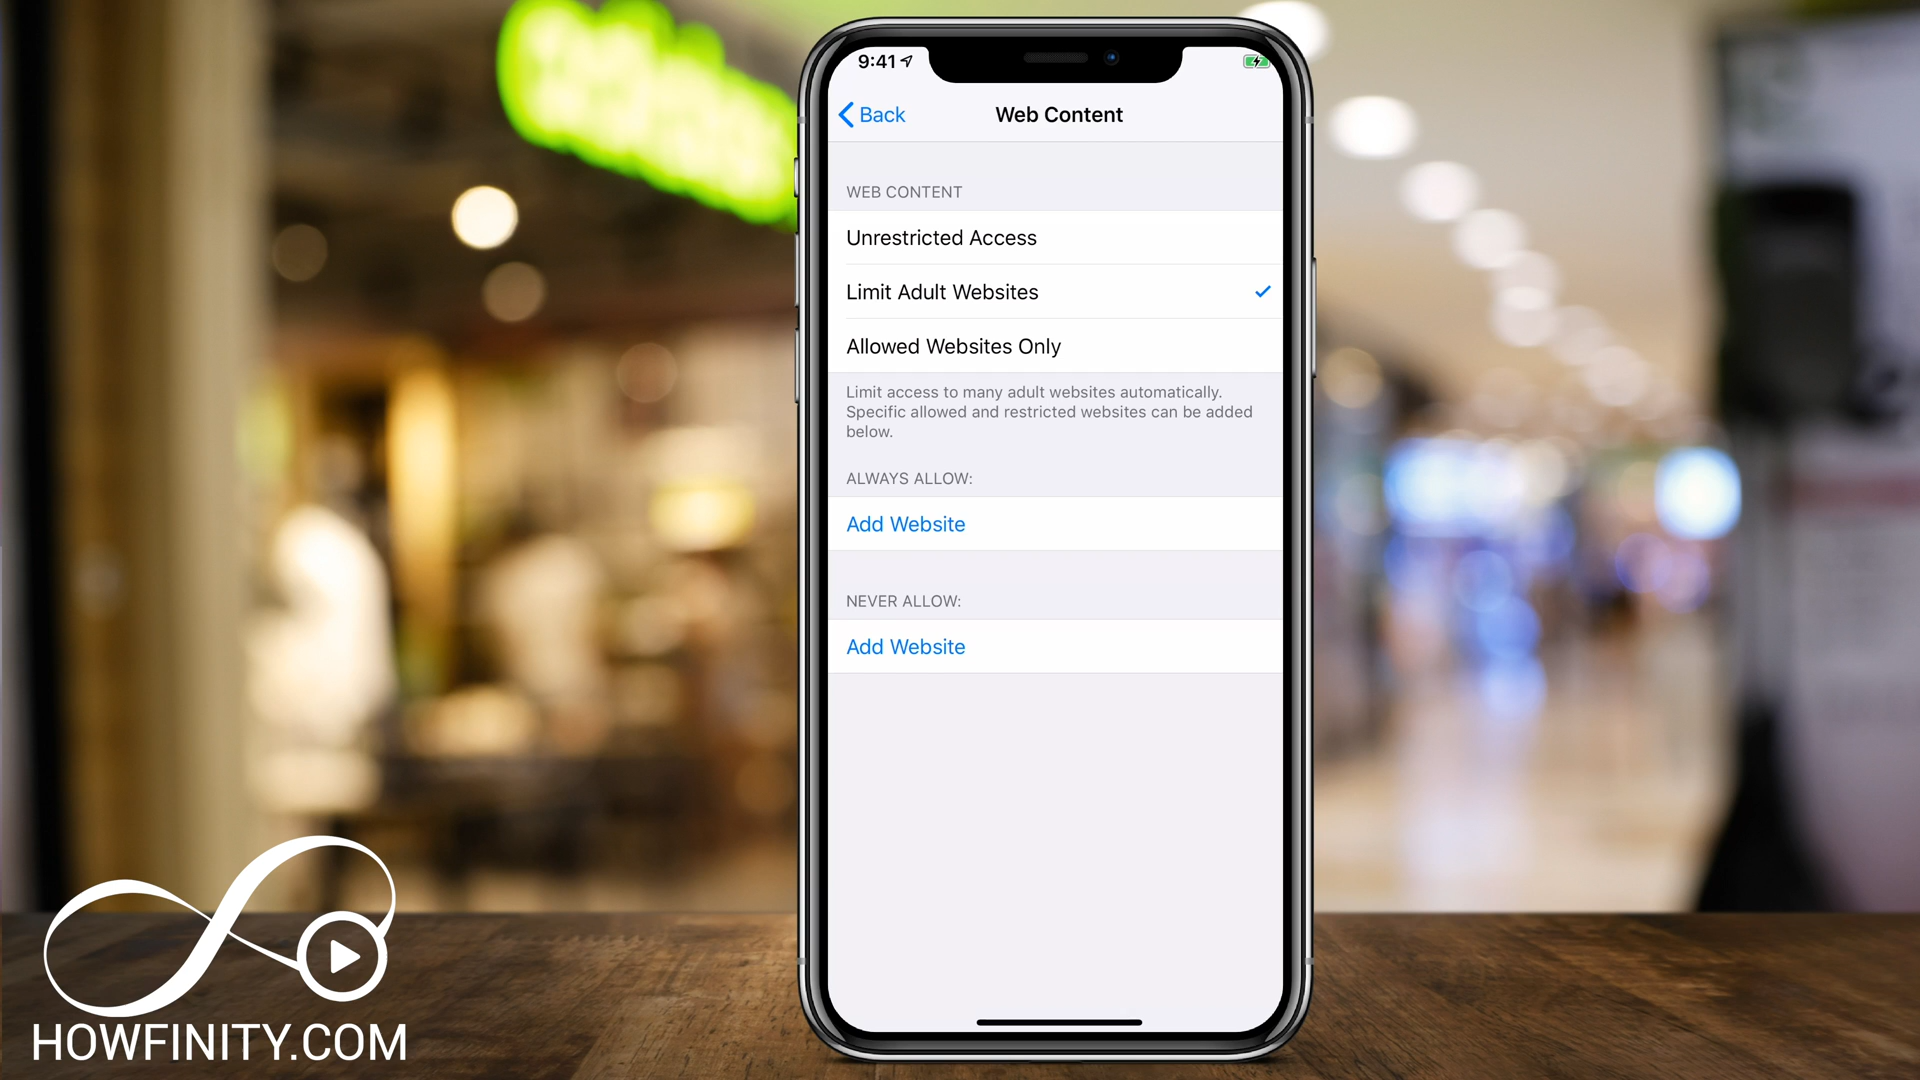 9:41
Back
Web Content
WEB CONTENT
Unrestricted Access
Limit Adult Websites
Allowed Websites Only
Limit access to many adult websites automatically.
Specific allowed and restricted websites can be added
below.
ALWAYS ALLOW:
Add Website
NEVER ALLOW:
Add Website
HOWFINITY.COM